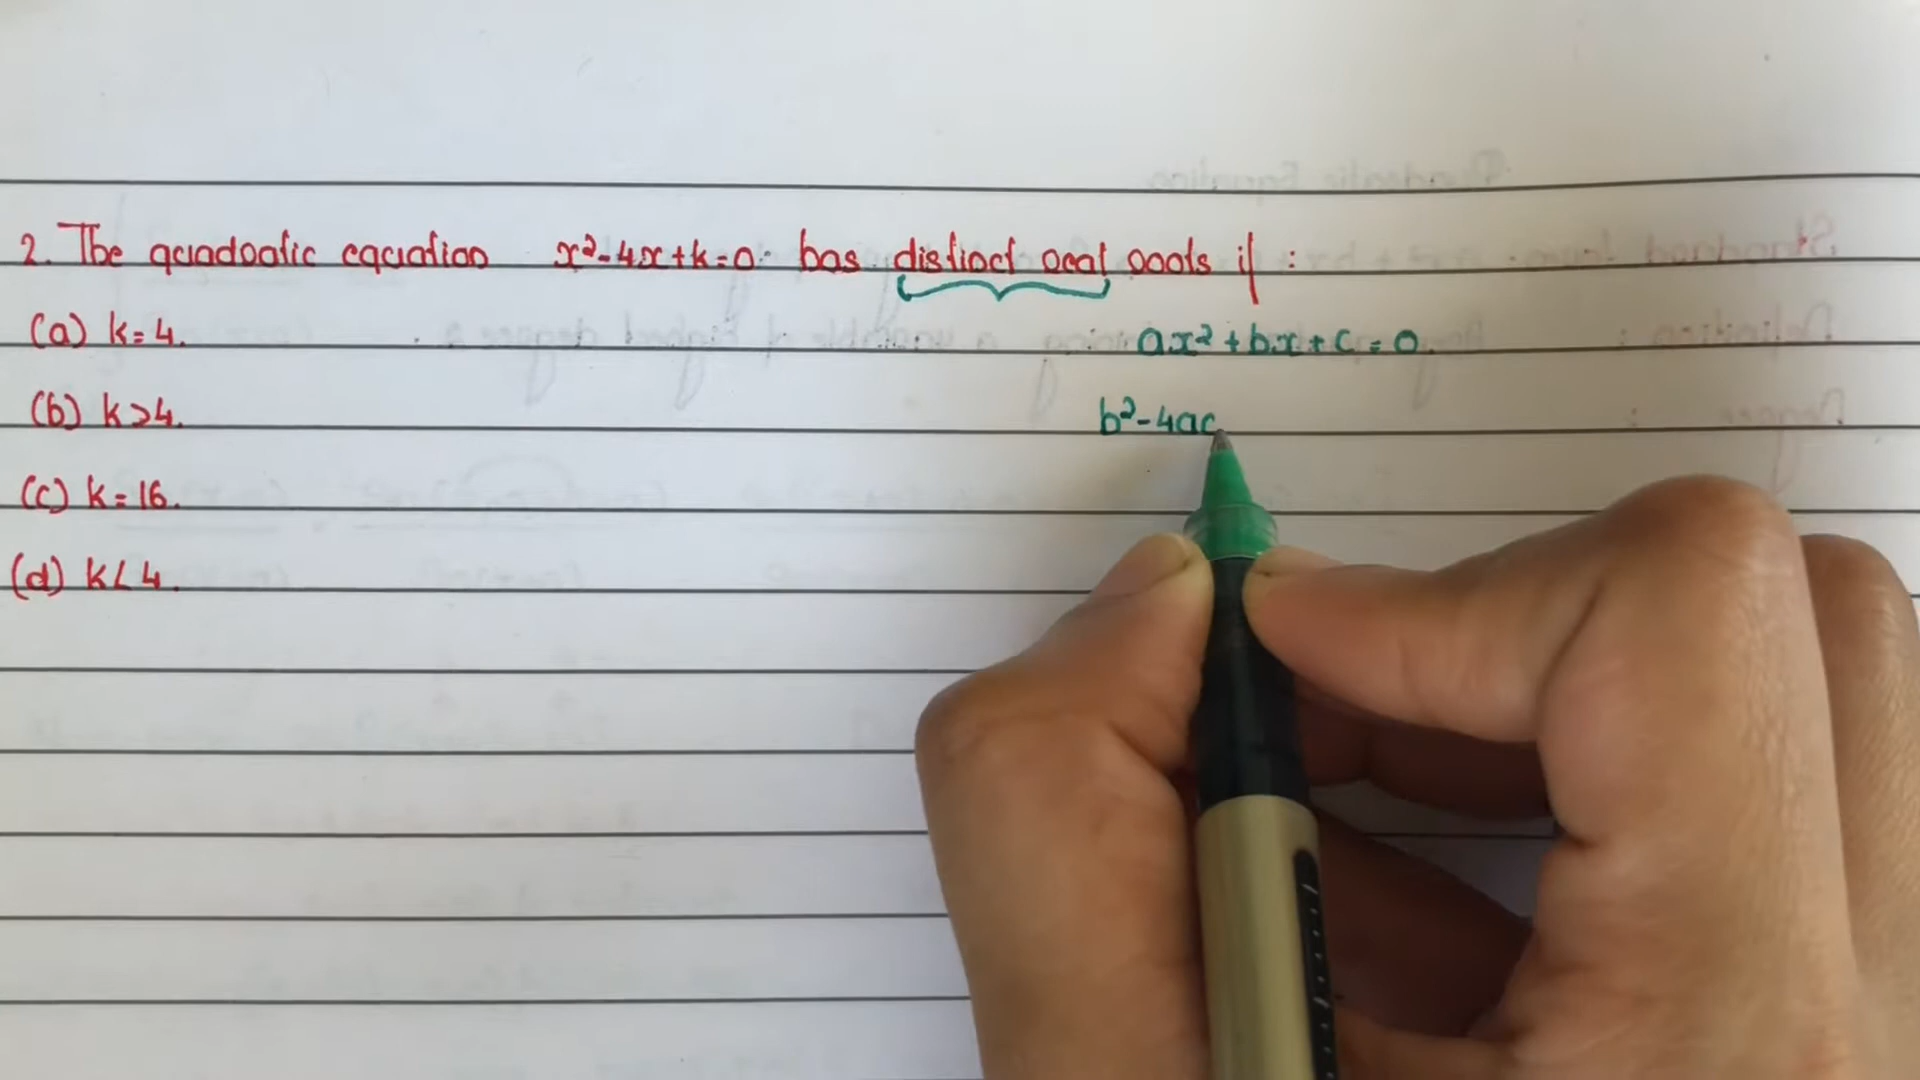 2. The quadratic equation x²-4x+k=0 has distinct real roots if :
(a) k=4.
ax²+bx+c=0.
(b) k>4.
b²-4ac
(c) k=16.
(d) k<4.